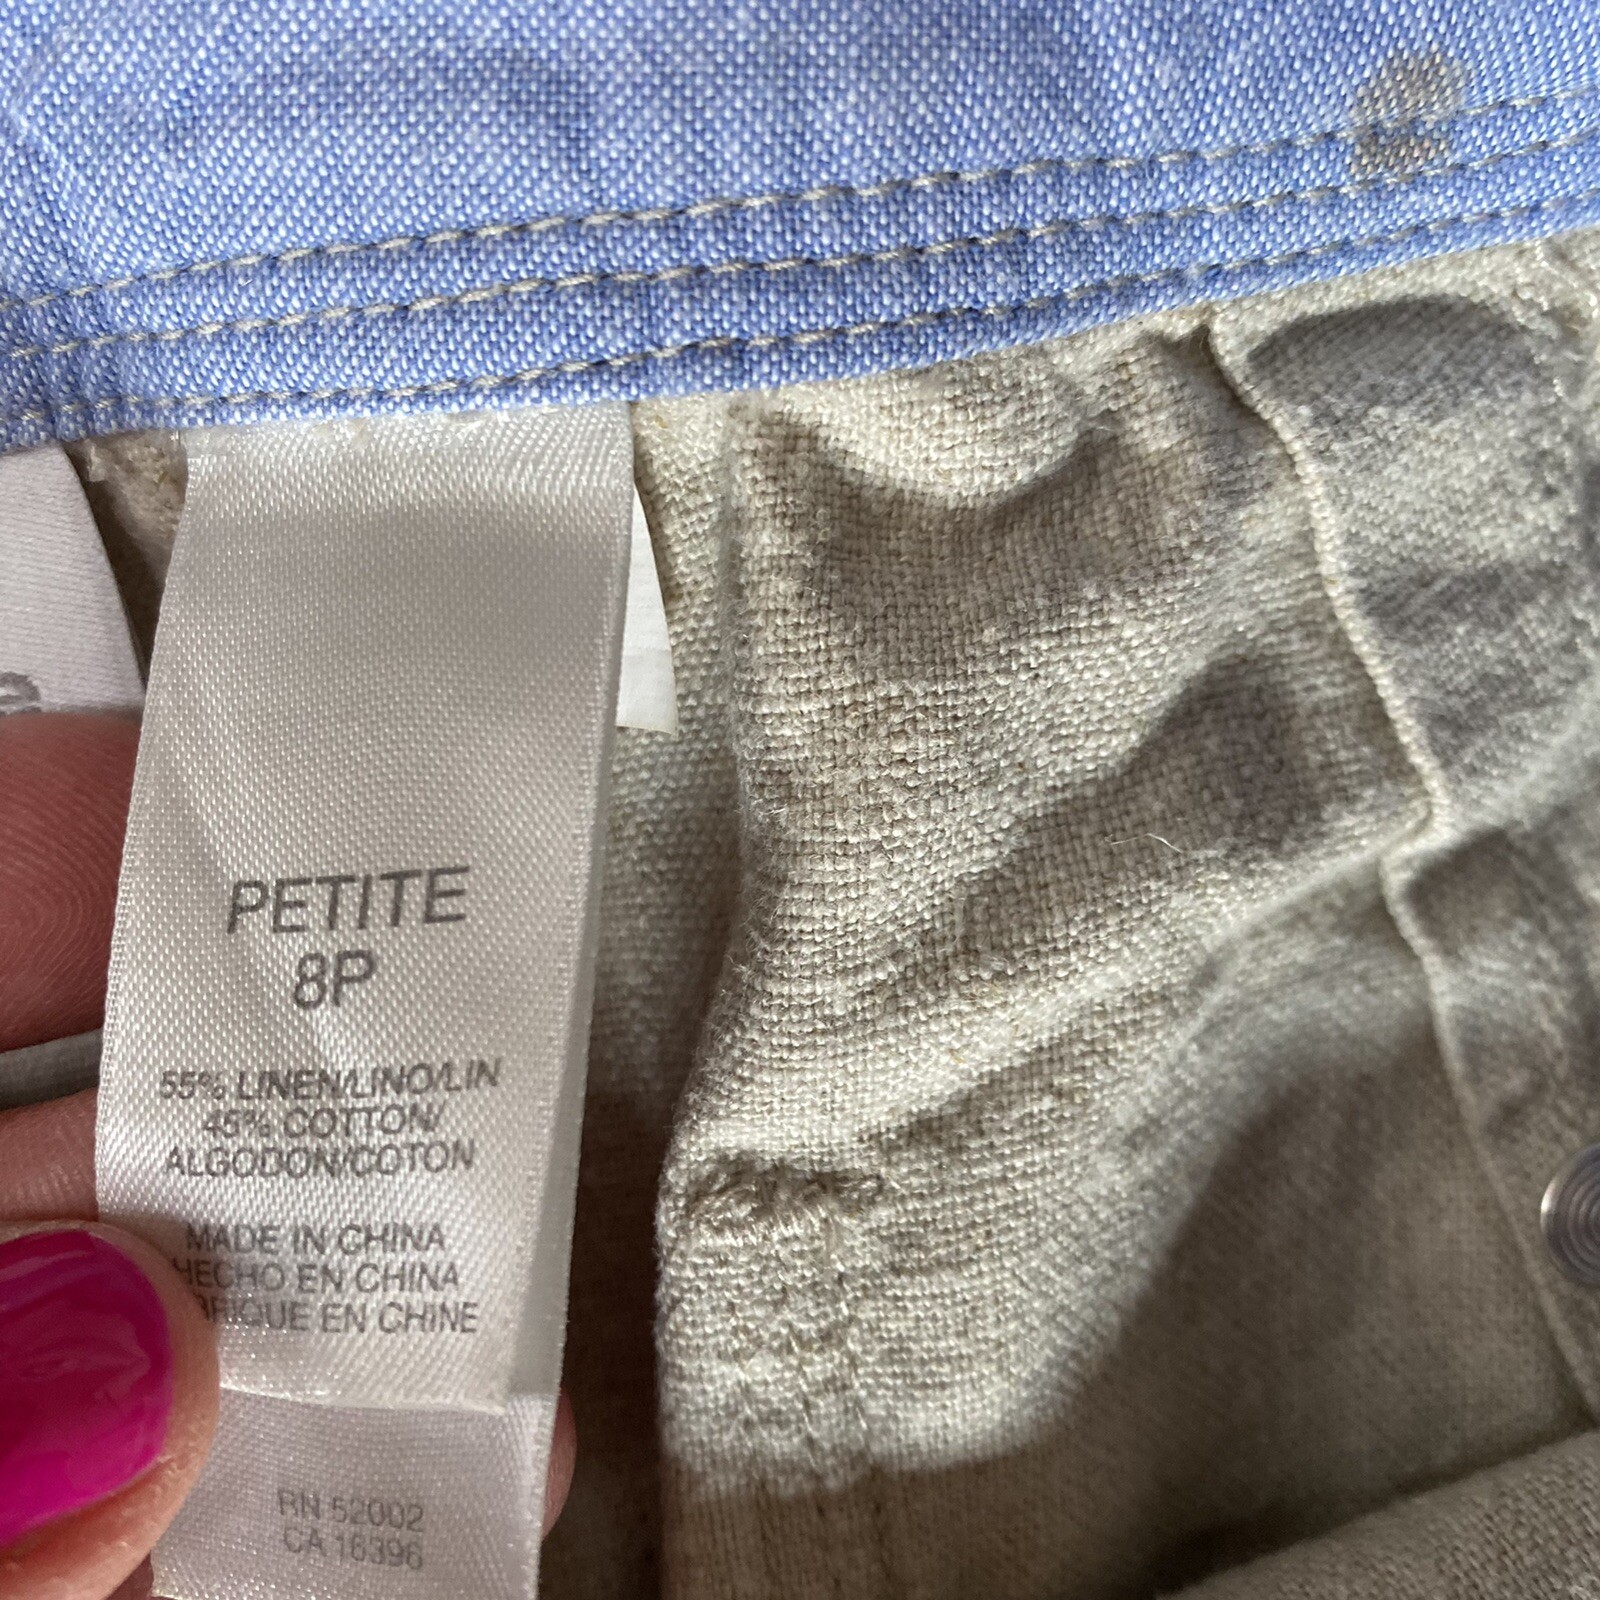 PETITE
8P
55% LINEN/LINO/LIN
45% COTTON/
ALGODON/COTON
MADE IN CHINA
HECHO EN CHINA
BRIQUE EN CHINE
RN 52002
CA 16396